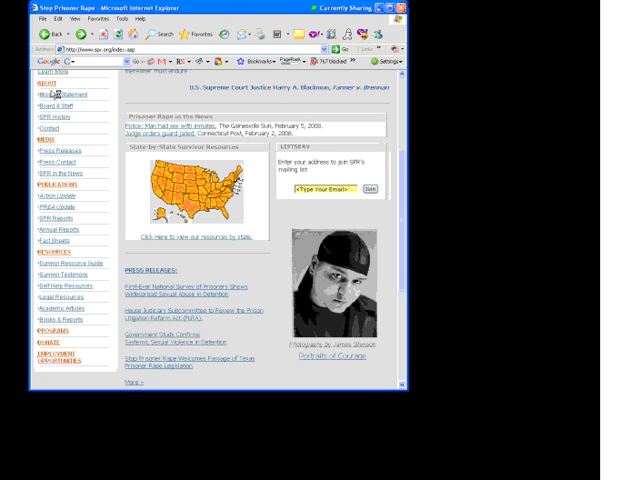 Stop Prisoner Rape - Microsoft Internet Explorer
Currently Sharing
File Edit View Favorites Tools Help
Back Search Favorites
Address http://www.spr.org/index.asp Go Links
Google Go Bookmarks PageRank 767 blocked Settings
Learn More
U.S. Supreme Court Justice Harry A. Blackman, Farmer v. Brennan
ABOUT
Mission Statement
Board & Staff
SPR History
Contact
MEDIA
Press Releases
Press Contact
SPR in the News
PUBLICATIONS
Action Update
PREA Update
SPR Reports
Annual Reports
Fact Sheets
RESOURCES
Survivor Resource Guide
Survivor Testimony
Self Help Resources
Legal Resources
Academic Articles
Books & Reports
PROGRAMS
DONATE
EMPLOYMENT
OPPORTUNITIES
Prisoner Rape in the News
Police: Man had sex with inmates, The Gainesville Sun, February 5, 2008.
Judge orders guard jailed, Connecticut Post, February 2, 2008.
State-by-State Survivor Resources
Click Here to view our resources by state.
LISTSERV
Enter your address to join SPR's
mailing list
<Type Your Email> Join
PRESS RELEASES:
First-Ever National Survey of Prisoners Shows
Widespread Sexual Abuse in Detention
House Judiciary Subcommittee to Review the Prison
Litigation Reform Act (PLRA).
Government Study Confirms
Systemic Sexual Violence in Detention
Stop Prisoner Rape Welcomes Passage of Texas
Prisoner Rape Legislation
More »
Photography by James Stenson
Portraits of Courage